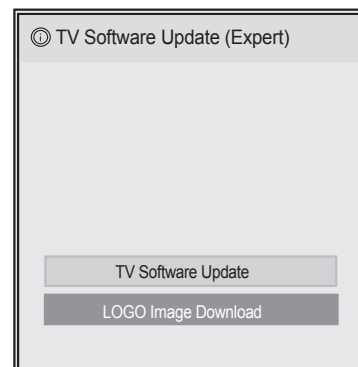 ⓘ TV Software Update (Expert)
TV Software Update
LOGO Image Download